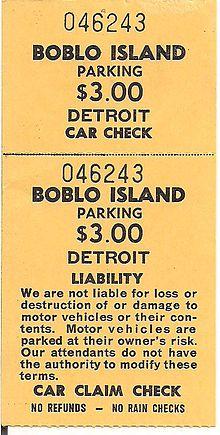 046243
BOBLO ISLAND
PARKING
$3.00
DETROIT
CAR CHECK
046243
BOBLO ISLAND
PARKING
$3.00
DETROIT
LIABILITY
We are not liable for loss or
destruction of or damage to
motor vehicles or their con-
tents. Motor vehicles are
parked at their owner's risk.
Our attendants do not have
the authority to modify these
terms.
CAR CLAIM CHECK
NO REFUNDS — NO RAIN CHECKS